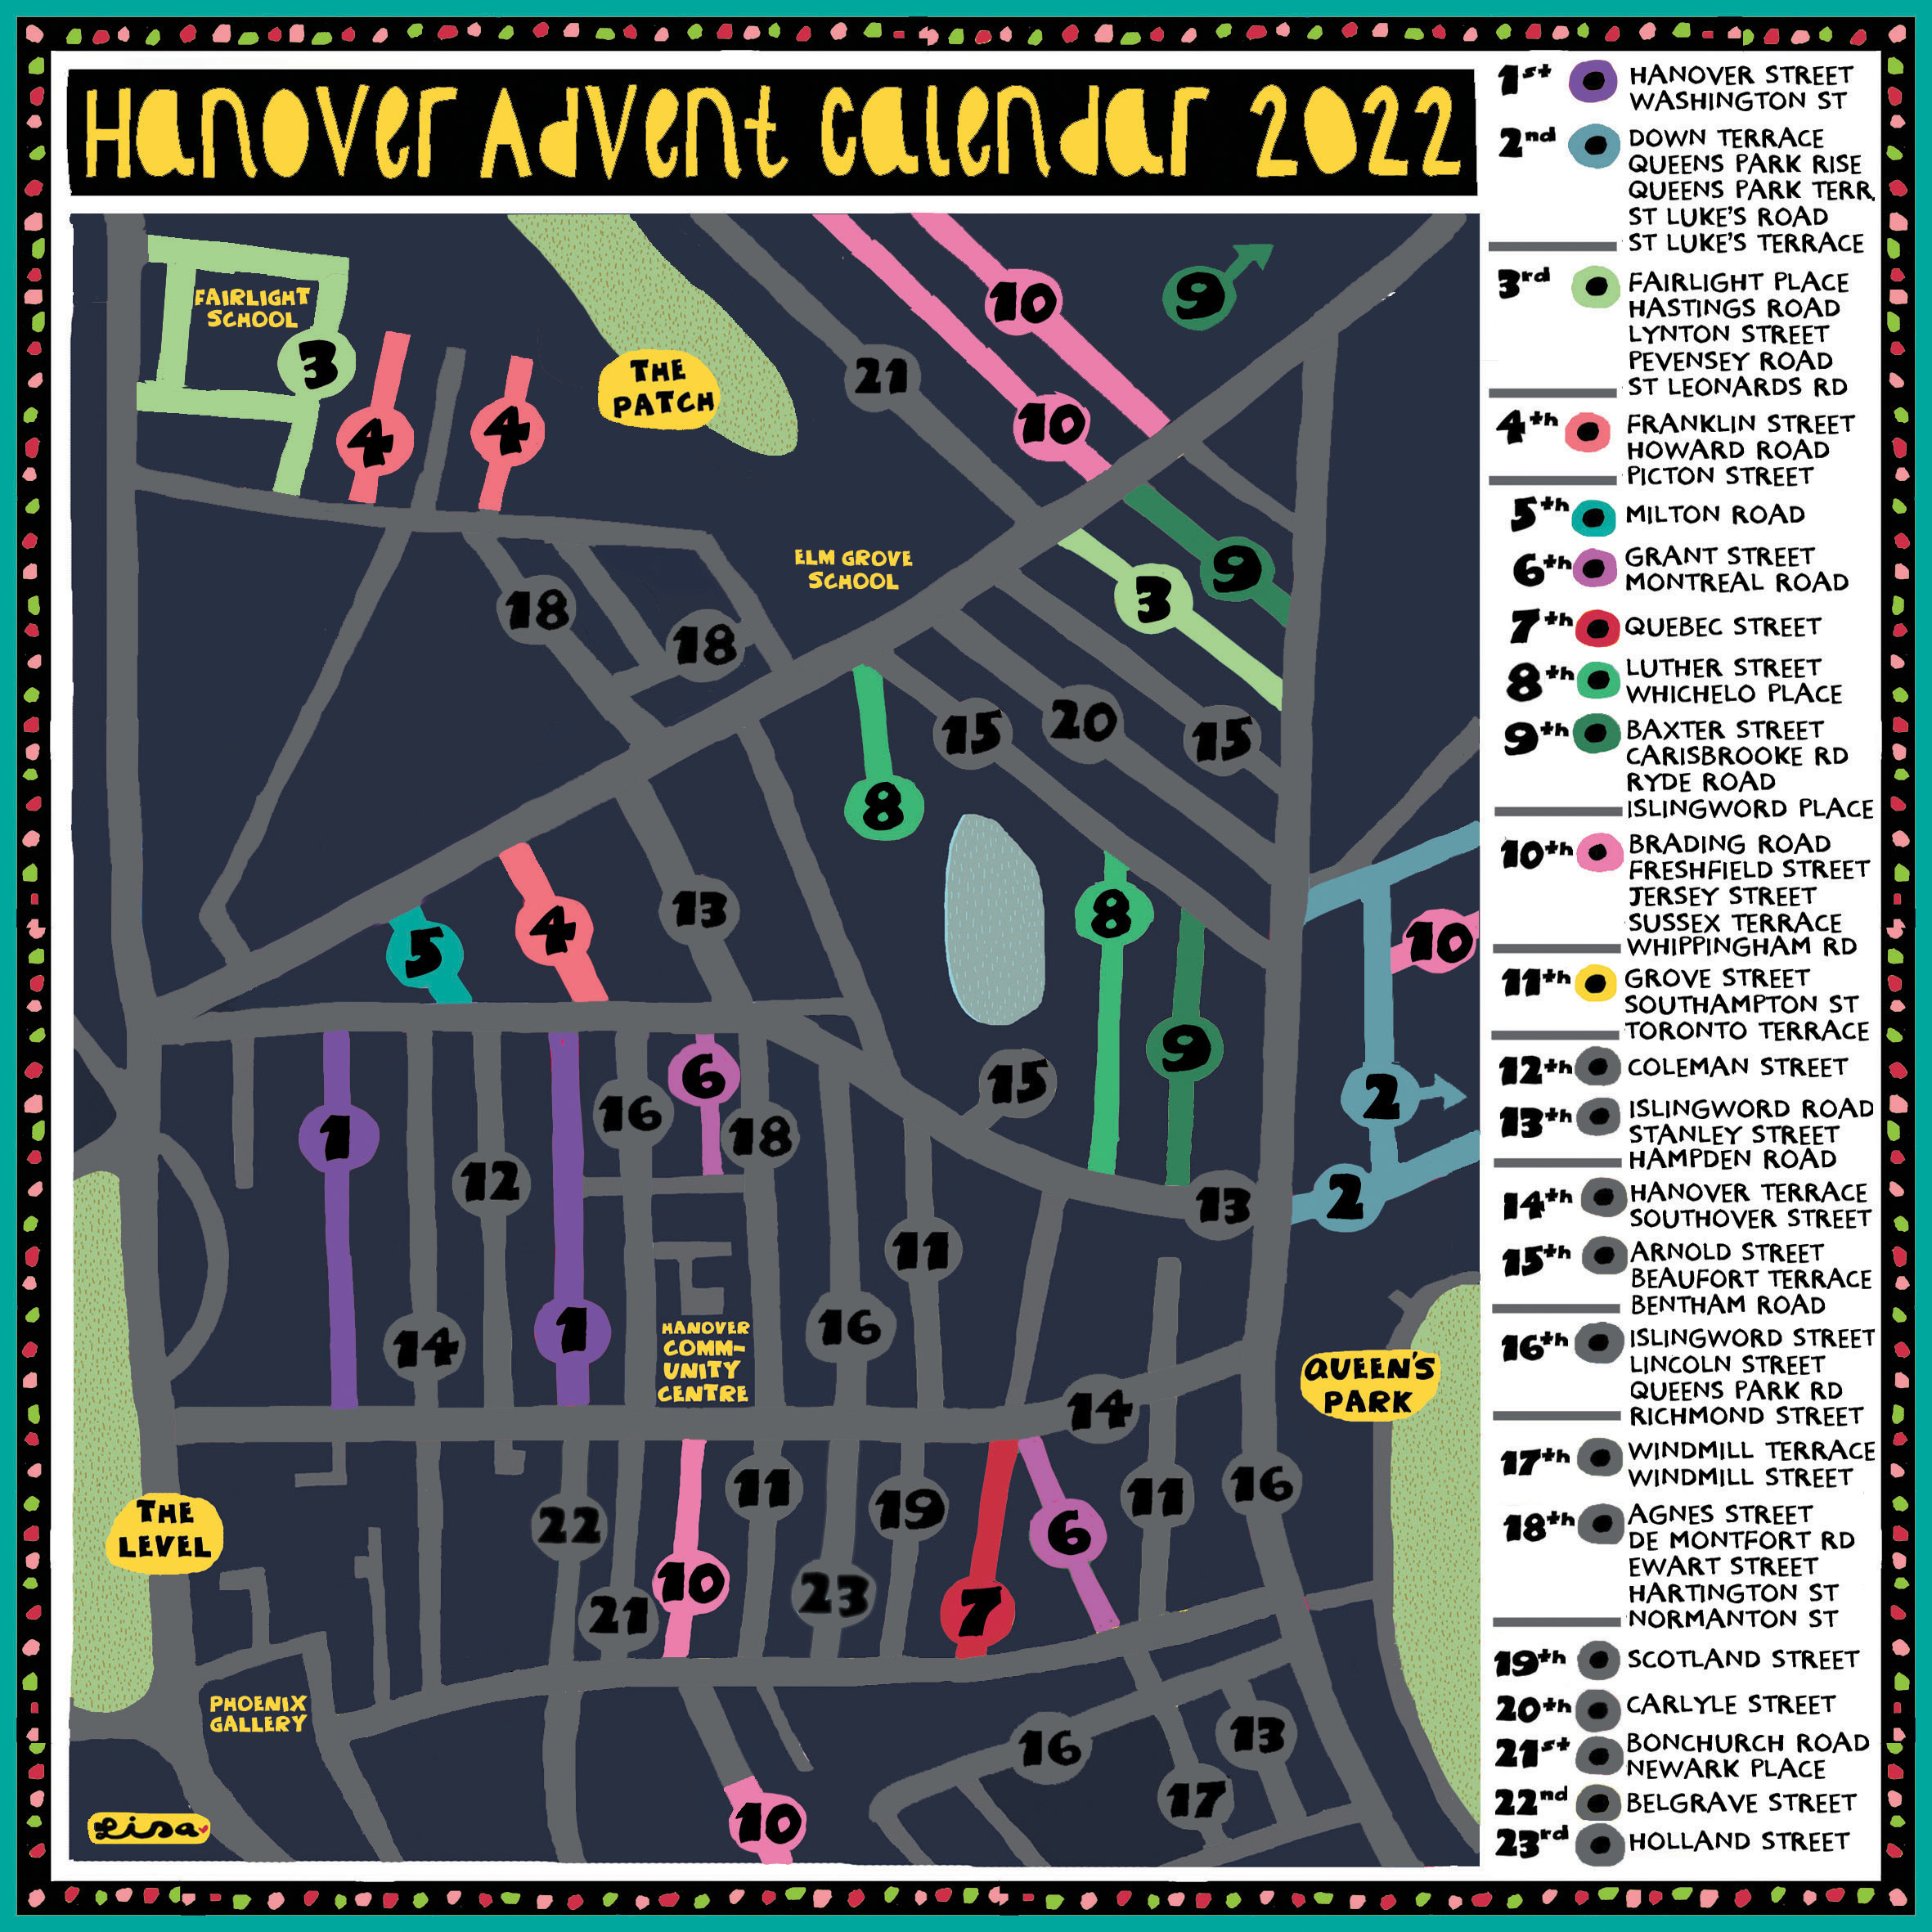 Hanover Advent Calendar 2022
FAIRLIGHT
SCHOOL
3
4
4
THE
PATCH
21
10
10
9
ELM GROVE
SCHOOL
9
3
18
18
15
20
15
8
5
4
13
8
10
9
1
16
6
18
15
2
12
13
2
11
14
1
16
HANOVER
COMM-
UNITY
CENTRE
14
QUEEN'S
PARK
THE
LEVEL
22
11
19
11
16
6
21
10
23
7
PHOENIX
GALLERY
16
13
17
10
Lisa
1st HANOVER STREET
WASHINGTON ST
2nd DOWN TERRACE
QUEENS PARK RISE
QUEENS PARK TERR.
ST LUKE'S ROAD
ST LUKE'S TERRACE
3rd FAIRLIGHT PLACE
HASTINGS ROAD
LYNTON STREET
PEVENSEY ROAD
ST LEONARDS RD
4th FRANKLIN STREET
HOWARD ROAD
PICTON STREET
5th MILTON ROAD
6th GRANT STREET
MONTREAL ROAD
7th QUEBEC STREET
8th LUTHER STREET
WHICHELO PLACE
9th BAXTER STREET
CARISBROOKE RD
RYDE ROAD
ISLINGWORD PLACE
10th BRADING ROAD
FRESHFIELD STREET
JERSEY STREET
SUSSEX TERRACE
WHIPPINGHAM RD
11th GROVE STREET
SOUTHAMPTON ST
TORONTO TERRACE
12th COLEMAN STREET
13th ISLINGWORD ROAD
STANLEY STREET
HAMPDEN ROAD
14th HANOVER TERRACE
SOUTHOVER STREET
15th ARNOLD STREET
BEAUFORT TERRACE
BENTHAM ROAD
16th ISLINGWORD STREET
LINCOLN STREET
QUEENS PARK RD
RICHMOND STREET
17th WINDMILL TERRACE
WINDMILL STREET
18th AGNES STREET
DE MONTFORT RD
EWART STREET
HARTINGTON ST
NORMANTON ST
19th SCOTLAND STREET
20th CARLYLE STREET
21st BONCHURCH ROAD
NEWARK PLACE
22nd BELGRAVE STREET
23rd HOLLAND STREET